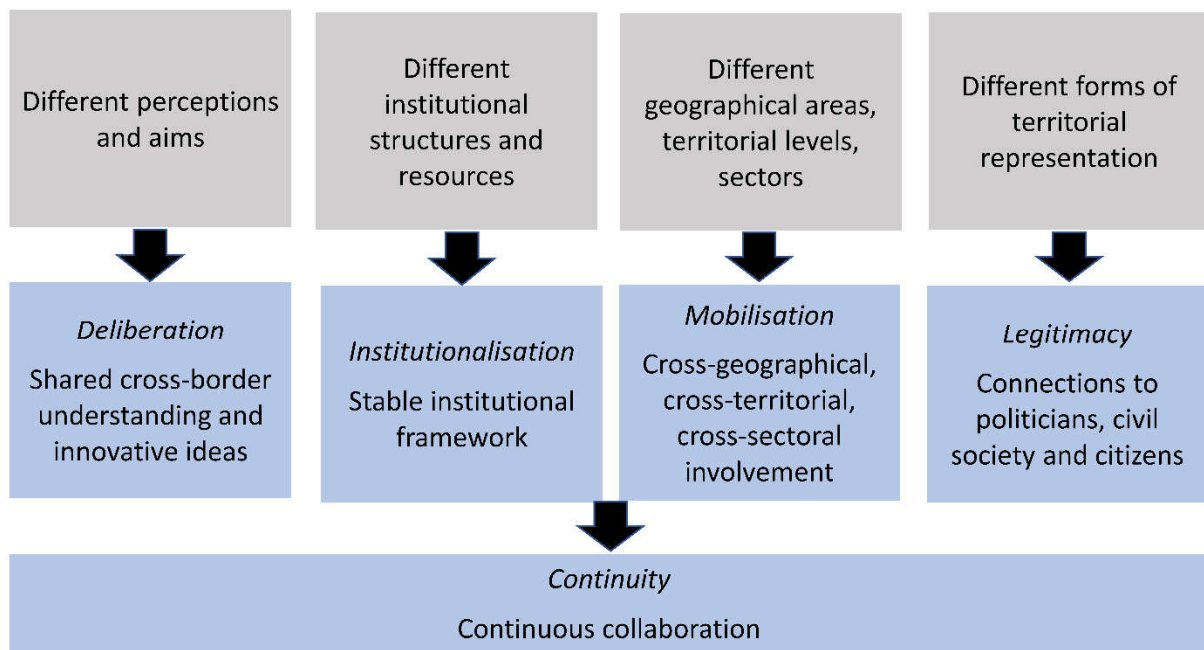 Different perceptions
and aims
Different
institutional
structures and
resources
Different
geographical areas,
territorial levels,
sectors
Different forms of
territorial
representation
Deliberation
Shared cross-border
understanding and
innovative ideas
Institutionalisation
Stable institutional
framework
Mobilisation
Cross-geographical,
cross-territorial,
cross-sectoral
involvement
Legitimacy
Connections to
politicians, civil
society and citizens
Continuity
Continuous collaboration